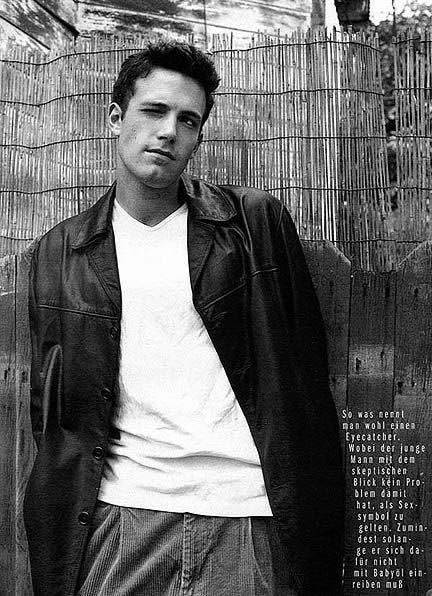 So was nennt
man wohl einen
Eyecatcher.
Wobei der junge
Mann mit dem
skeptischen
Blick kein Pro-
blem damit
hat, als Sex-
symbol zu
gelten. Zumin-
dest solan-
ge er sich da-
für nicht
mit Babyöl ein-
reiben muß